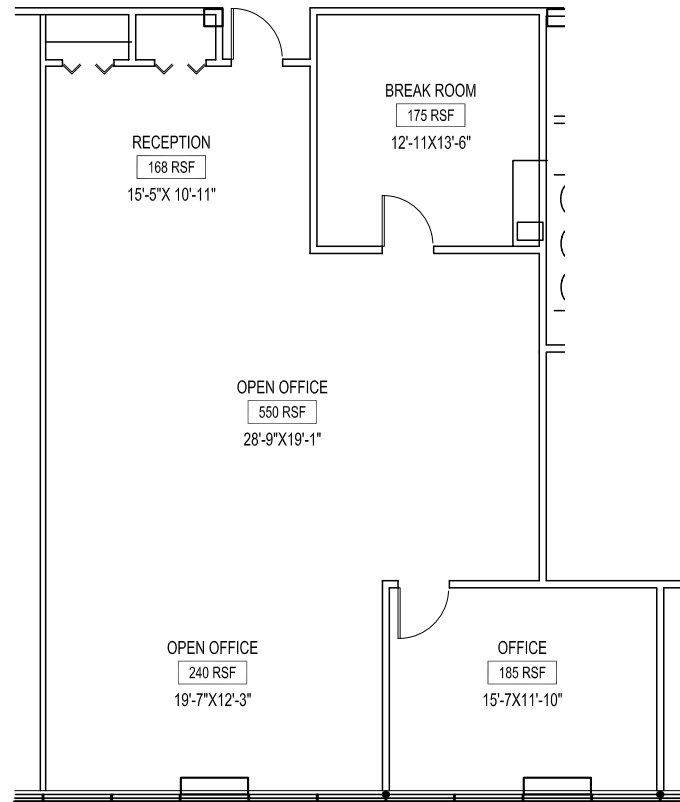 BREAK ROOM
175 RSF
12'-11X13'-6"
RECEPTION
168 RSF
15'-5"X 10'-11"
OPEN OFFICE
550 RSF
28'-9"X19'-1"
OPEN OFFICE
240 RSF
19'-7"X12'-3"
OFFICE
185 RSF
15'-7X11'-10"